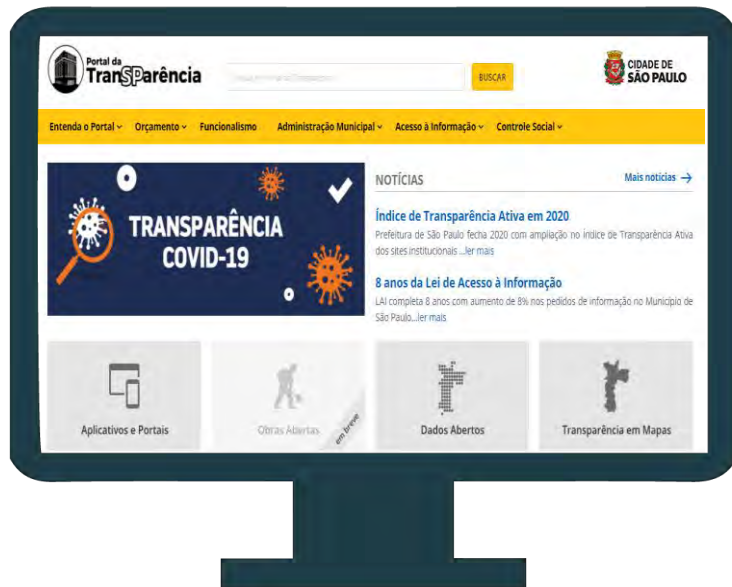 Portal da
TranSParência
BUSCAR
CIDADE DE
SÃO PAULO
Entenda o Portal Orçamento Funcionalismo Administração Municipal Acesso à Informação Controle Social
TRANSPARÊNCIA
COVID-19
NOTÍCIAS
Mais notícias →
Índice de Transparência Ativa em 2020
Prefeitura de São Paulo fecha 2020 com ampliação no índice de Transparência Ativa
dos sites institucionais ...ler mais
8 anos da Lei de Acesso à Informação
LAI completa 8 anos com aumento de 8% nos pedidos de informação no Município de
São Paulo...ler mais
Aplicativos e Portais
Obras Abertas
em breve
Dados Abertos
Transparência em Mapas